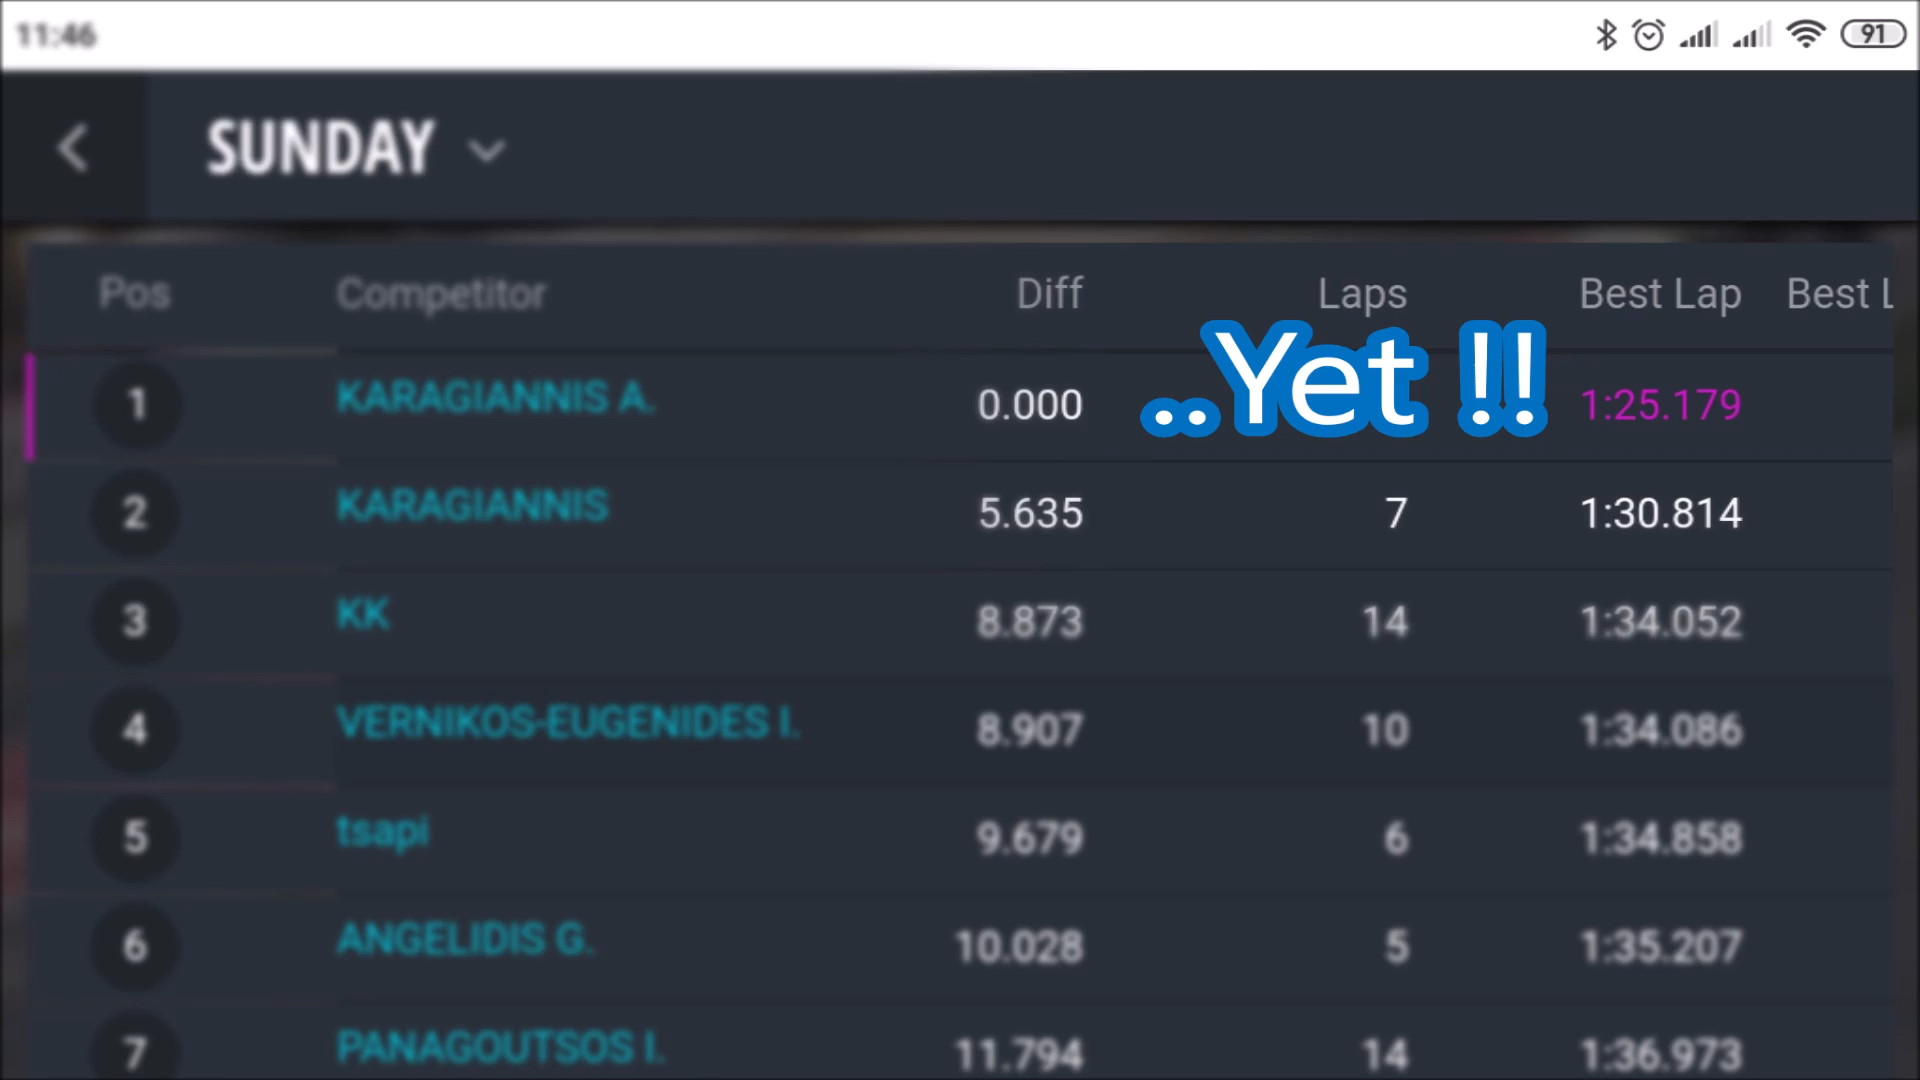 11:46 91
SUNDAY
Pos Competitor Diff Laps Best Lap Best L
..Yet !!
1 KARAGIANNIS A. 0.000 1:25.179
2 KARAGIANNIS 5.635 7 1:30.814
3 KK 8.873 14 1:34.052
4 VERNIKOS-EUGENIDES I. 8.907 10 1:34.086
5 tsapi 9.679 6 1:34.858
6 ANGELIDIS G. 10.028 5 1:35.207
7 PANAGOUTSOS I. 11.794 14 1:36.973